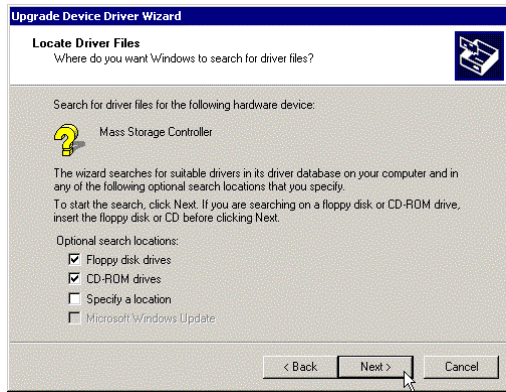 Upgrade Device Driver Wizard
Locate Driver Files
Where do you want Windows to search for driver files?
Search for driver files for the following hardware device:
Mass Storage Controller
The wizard searches for suitable drivers in its driver database on your computer and in
any of the following optional search locations that you specify.
To start the search, click Next. If you are searching on a floppy disk or CD-ROM drive,
insert the floppy disk or CD before clicking Next.
Optional search locations:
Floppy disk drives
CD-ROM drives
Specify a location
Microsoft Windows Update
< Back Next > Cancel